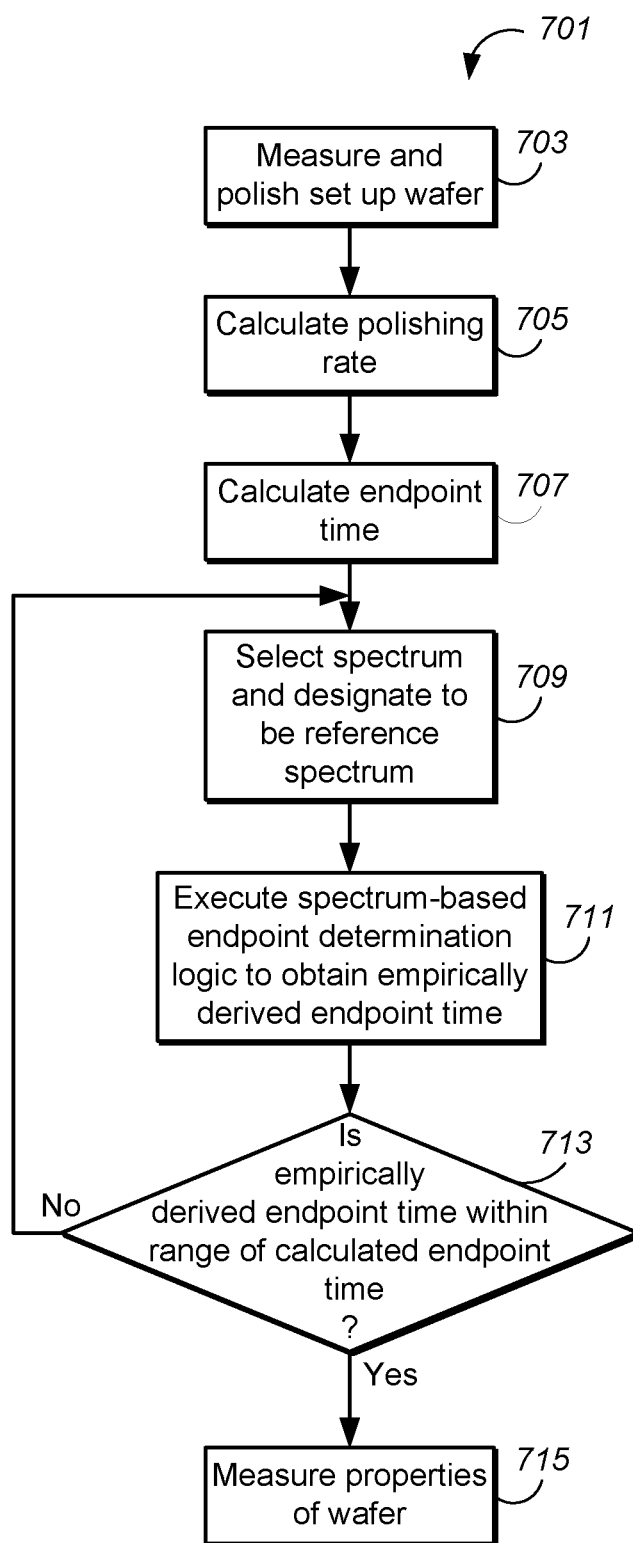 701
Measure and
polish set up wafer
703
Calculate polishing
rate
705
Calculate endpoint
time
707
Select spectrum
and designate to
be reference
spectrum
709
Execute spectrum-based
endpoint determination
logic to obtain empirically
derived endpoint time
711
Is
empirically
derived endpoint time within
range of calculated endpoint
time
?
713
No
Yes
Measure properties
of wafer
715